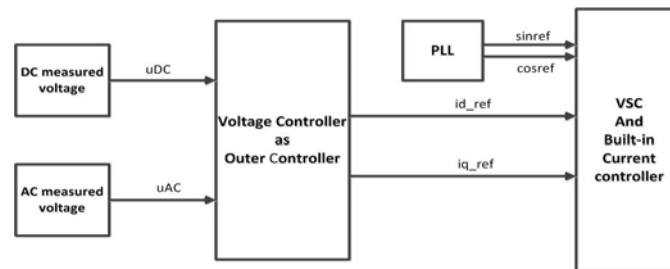 DC measured
voltage
uDC
AC measured
voltage
uAC
Voltage Controller
as
Outer Controller
PLL
sinref
cosref
id_ref
iq_ref
VSC
And
Built-in
Current
controller